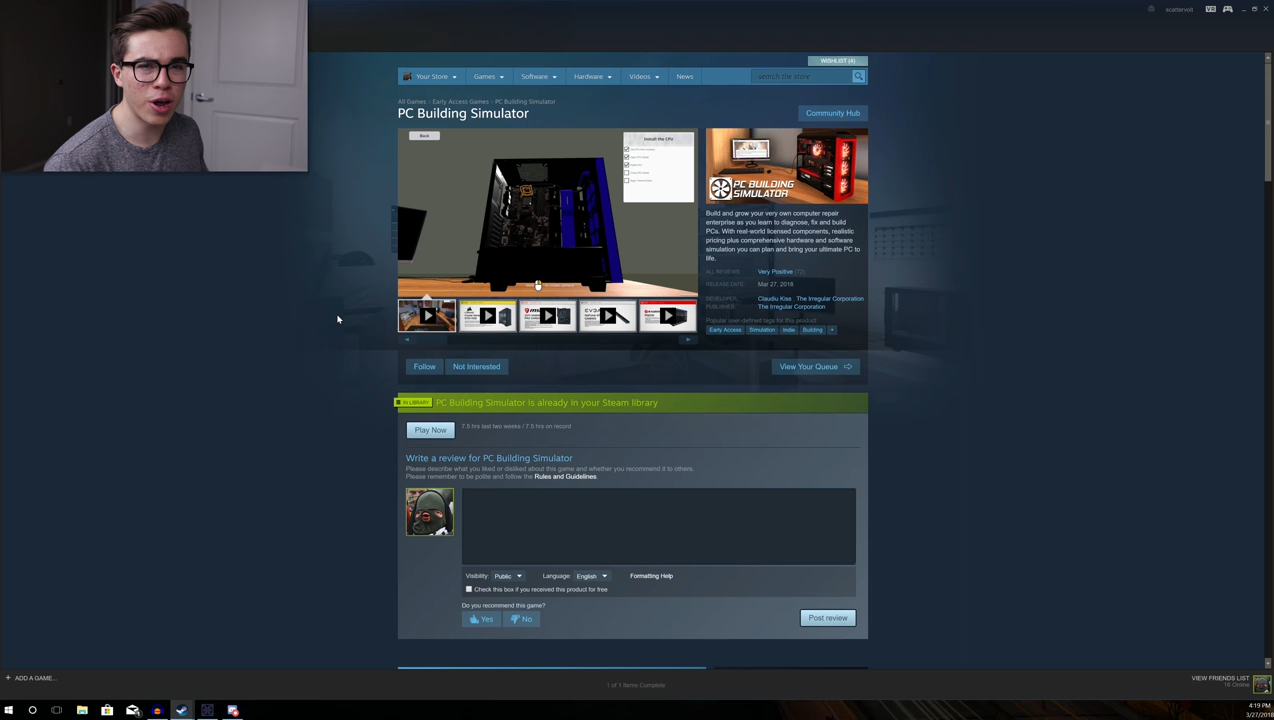 scattervolt
VR
WISHLIST (4)
Your Store Games Software Hardware Videos News search the store
All Games > Early Access Games > PC Building Simulator
PC Building Simulator
Community Hub
Back
Install the CPU
PC BUILDING
SIMULATOR
Build and grow your very own computer repair
enterprise as you learn to diagnose, fix and build
PCs. With real-world licensed components, realistic
pricing plus comprehensive hardware and software
simulation you can plan and bring your ultimate PC to
life.
ALL REVIEWS: Very Positive (72)
RELEASE DATE: Mar 27, 2018
DEVELOPER: Claudiu Kiss, The Irregular Corporation
PUBLISHER: The Irregular Corporation
Popular user-defined tags for this product:
Early Access Simulation Indie Building +
msi
EVGA
Follow Not Interested View Your Queue
IN LIBRARY PC Building Simulator is already in your Steam library
Play Now 7.5 hrs last two weeks / 7.5 hrs on record
Write a review for PC Building Simulator
Please describe what you liked or disliked about this game and whether you recommend it to others.
Please remember to be polite and follow the Rules and Guidelines.
Visibility: Public Language: English Formatting Help
Check this box if you received this product for free
Do you recommend this game?
Yes No Post review
+ ADD A GAME...
1 of 1 Items Complete
VIEW FRIENDS LIST
16 Online
4:19 PM
3/27/2018